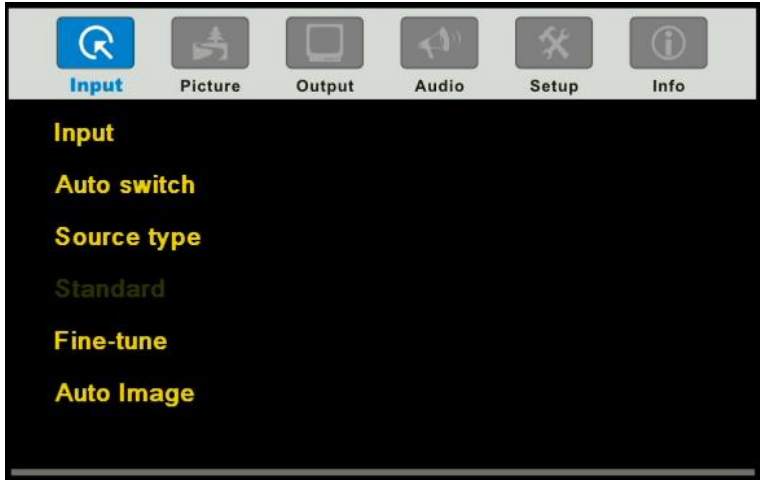 Input Picture Output Audio Setup Info
Input
Auto switch
Source type
Standard
Fine-tune
Auto Image